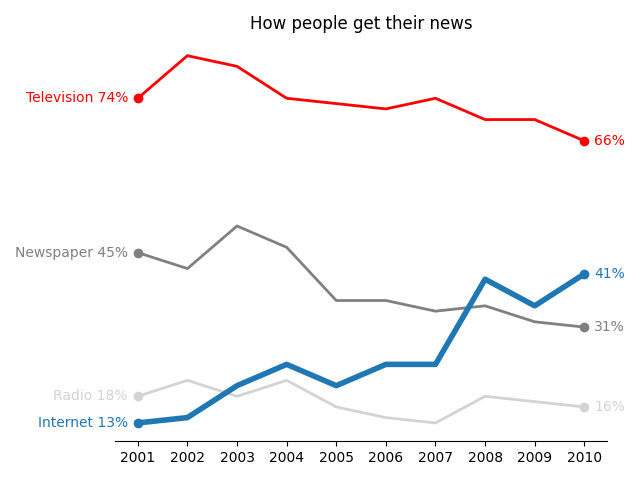 How people get their news
Television 74%
66%
Newspaper 45%
41%
31%
Radio 18%
16%
Internet 13%
2001 2002 2003 2004 2005 2006 2007 2008 2009 2010